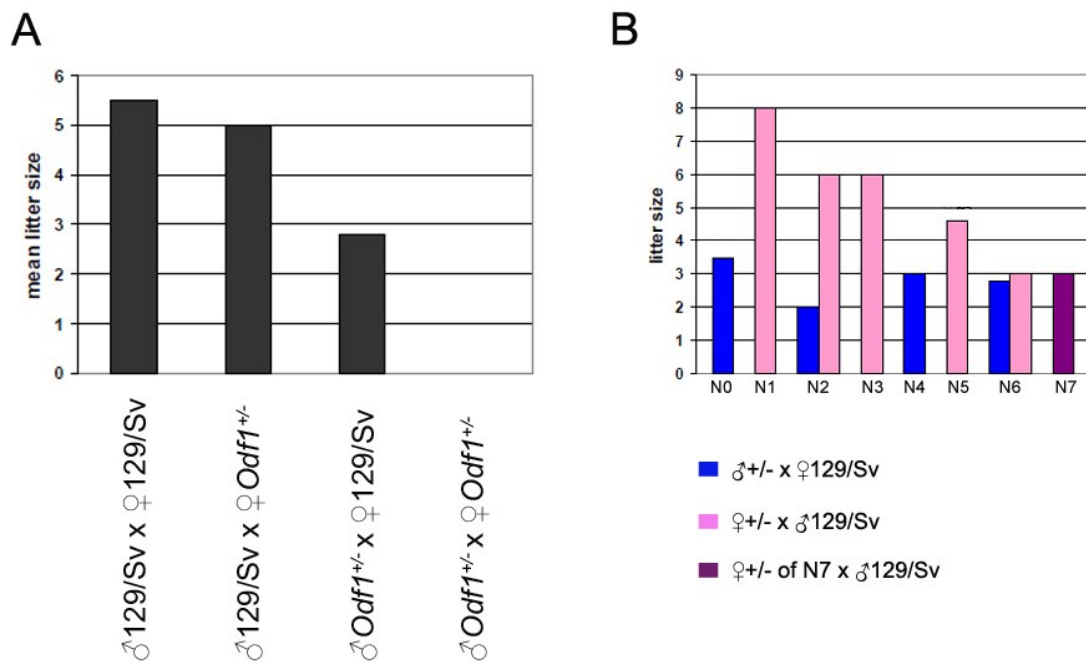 A
mean litter size
6
5
4
3
2
1
0
♂129/Sv x ♀129/Sv
♂129/Sv x ♀Odf1+/-
♂Odf1+/- x ♀129/Sv
♂Odf1+/- x ♀Odf1+/-
B
litter size
9
8
7
6
5
4
3
2
1
0
N0 N1 N2 N3 N4 N5 N6 N7
♂+/- x ♀129/Sv
♀+/- x ♂129/Sv
♀+/- of N7 x ♂129/Sv